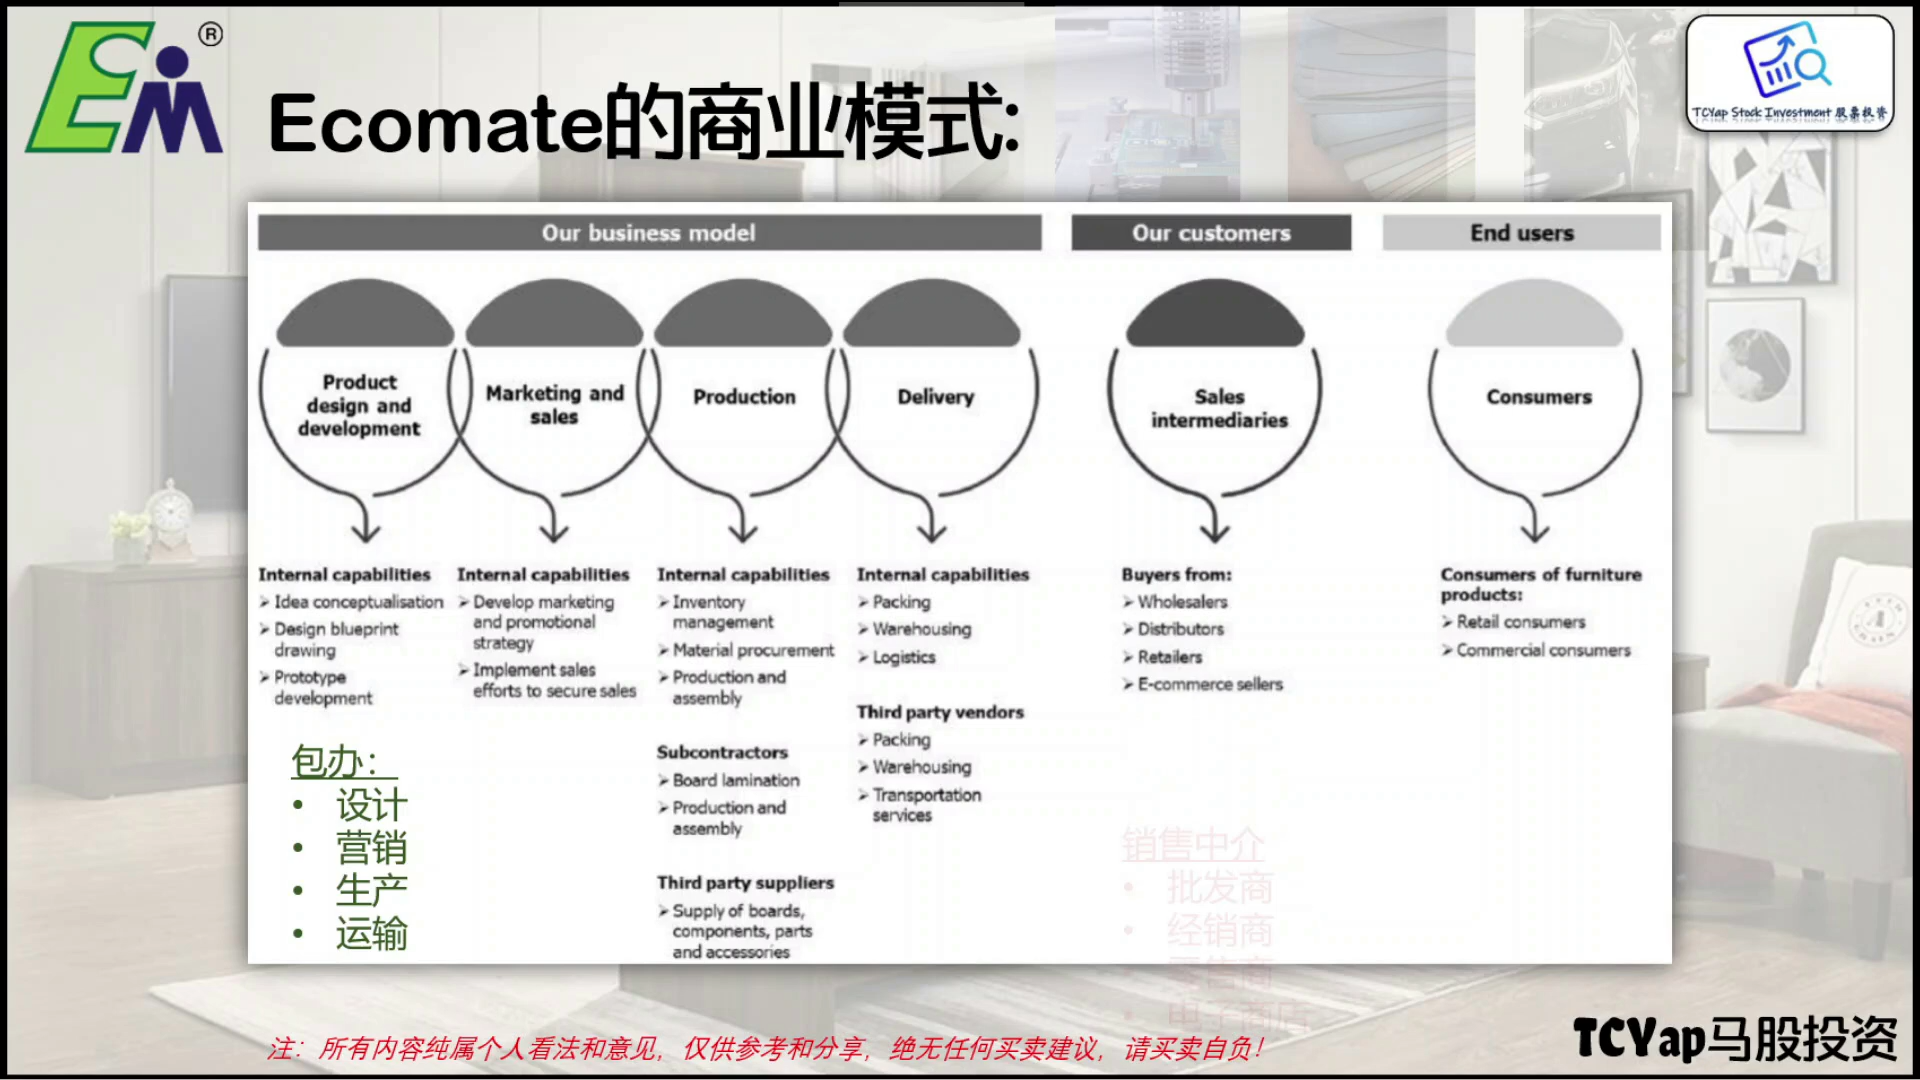 EM®
TCYap Stock Investment 股票投资
Ecomate的商业模式:
Our business model
Our customers
End users
Product
design and
development
Marketing and
sales
Production
Delivery
Sales
intermediaries
Consumers
Internal capabilities
➢ Idea conceptualisation
➢ Design blueprint
drawing
➢ Prototype
development
Internal capabilities
➢ Develop marketing
and promotional
strategy
➢ Implement sales
efforts to secure sales
Internal capabilities
➢ Inventory
management
➢ Material procurement
➢ Production and
assembly
Subcontractors
➢ Board lamination
➢ Production and
assembly
Third party suppliers
➢ Supply of boards,
components, parts
and accessories
Internal capabilities
➢ Packing
➢ Warehousing
➢ Logistics
Third party vendors
➢ Packing
➢ Warehousing
➢ Transportation
services
Buyers from:
➢ Wholesalers
➢ Distributors
➢ Retailers
➢ E-commerce sellers
Consumers of furniture
products:
➢ Retail consumers
➢ Commercial consumers
包办：
• 设计
• 营销
• 生产
• 运输
销售中介
• 批发商
• 经销商
• 零售商
• 电子商店
注：所有内容纯属个人看法和意见，仅供参考和分享，绝无任何买卖建议，请买卖自负！
TCYap马股投资